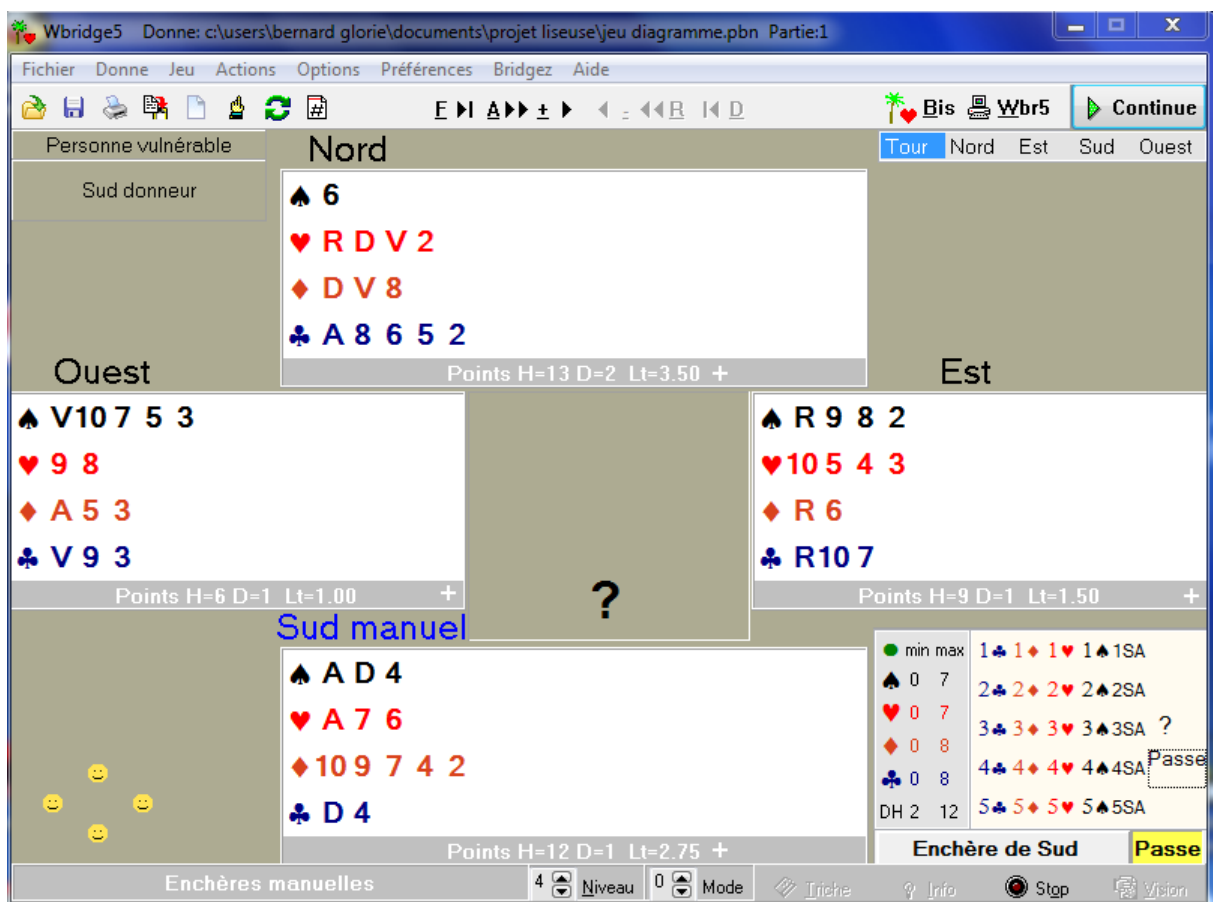 Wbridge5 Donne: c:\users\bernard glorie\documents\projet liseuse\jeu diagramme.pbn Partie:1
Fichier Donne Jeu Actions Options Préférences Bridgez Aide
# E A ± - R D Bis Wbr5 Continue
Personne vulnérable
Sud donneur
Nord
♠ 6
♥ R D V 2
♦ D V 8
♣ A 8 6 5 2
Points H=13 D=2 Lt=3.50 +
Tour Nord Est Sud Ouest
Ouest
♠ V10 7 5 3
♥ 9 8
♦ A 5 3
♣ V 9 3
Points H=6 D=1 Lt=1.00 +
?
Est
♠ R 9 8 2
♥ 10 5 4 3
♦ R 6
♣ R10 7
Points H=9 D=1 Lt=1.50 +
Sud manuel
♠ A D 4
♥ A 7 6
♦ 10 9 7 4 2
♣ D 4
Points H=12 D=1 Lt=2.75 +
min max
♠ 0 7
♥ 0 7
♦ 0 8
♣ 0 8
DH 2 12
1♣ 1♦ 1♥ 1♠ 1SA
2♣ 2♦ 2♥ 2♠ 2SA
3♣ 3♦ 3♥ 3♠ 3SA ?
4♣ 4♦ 4♥ 4♠ 4SA Passe
5♣ 5♦ 5♥ 5♠ 5SA
Enchère de Sud Passe
Enchères manuelles 4 Niveau 0 Mode Triche ? Info Stop Vision